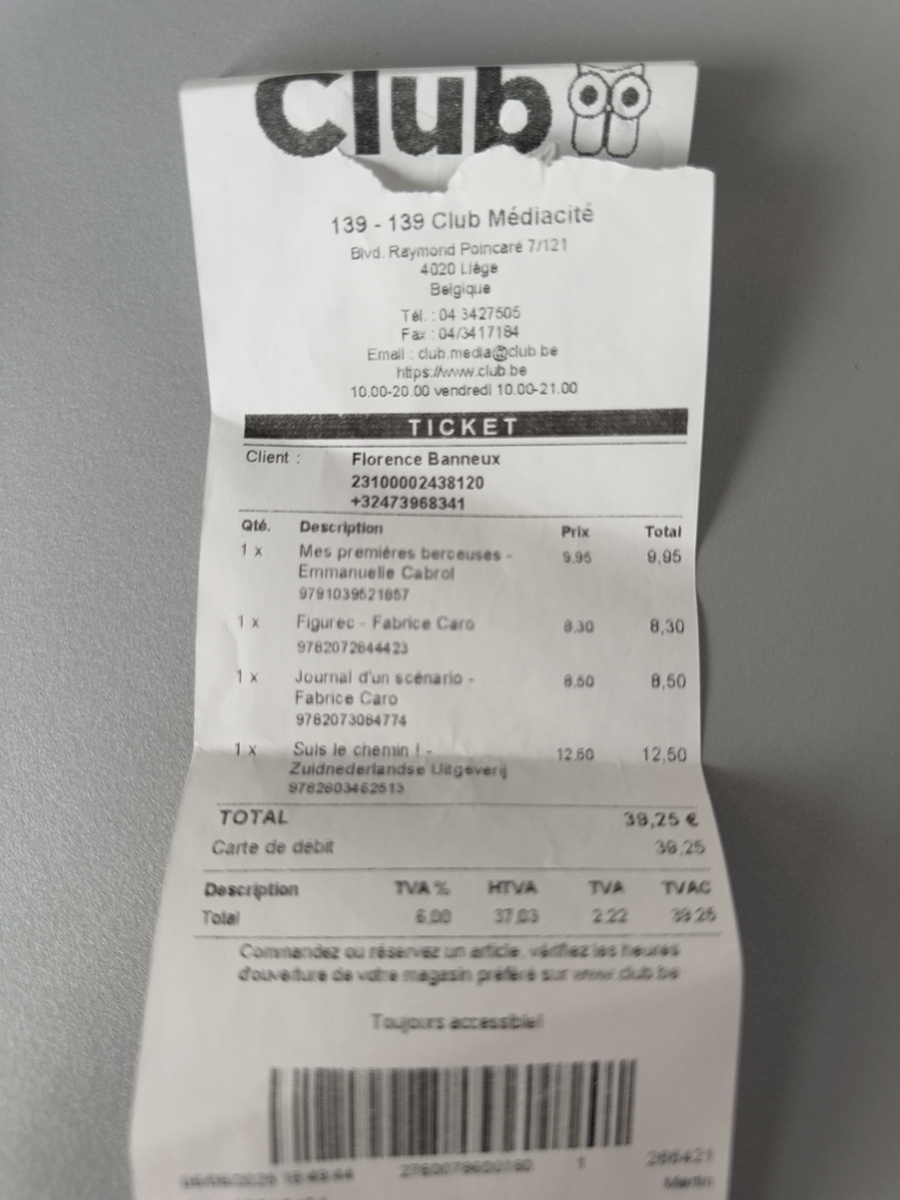 Club
139 - 139 Club Médiacité
Blvd. Raymond Poincaré 7/121
4020 Liège
Belgique
Tél. : 04 3427505
Fax : 04/3417184
Email : club.media@club.be
https://www.club.be
10.00-20.00 vendredi 10.00-21.00
TICKET
Client : Florence Banneux
23100002438120
+32473968341
Qté. Description Prix Total
1 x Mes premières berceuses - 9.95 9,95
Emmanuelle Cabrol
9791039521857
1 x Figurec - Fabrice Caro 8,30 8,30
9782072844423
1 x Journal d'un scénario - 8.50 8,50
Fabrice Caro
9782073084774
1 x Suis le chemin ! - 12.50 12,50
Zuidnederlandse Uitgeverij
9782803462513
TOTAL 39,25 €
Carte de débit 39,25
Description TVA % HTVA TVA TVAC
Total 6,00 37,03 2,22 39,25
Commandez ou réservez un article, vérifiez les heures
d'ouverture de votre magasin préféré sur www.club.be
Toujours accessible!
1
Martin